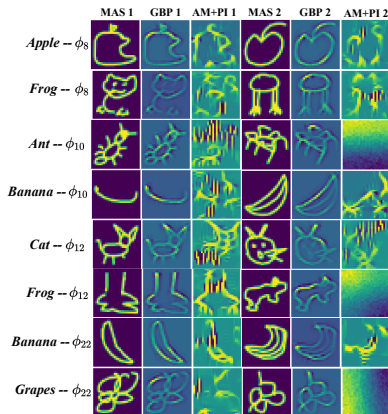 MAS 1 GBP 1 AM+PI 1 MAS 2 GBP 2 AM+PI 2
Apple -- ϕ8
Frog -- ϕ8
Ant -- ϕ10
Banana -- ϕ10
Cat -- ϕ12
Frog -- ϕ12
Banana -- ϕ22
Grapes -- ϕ22